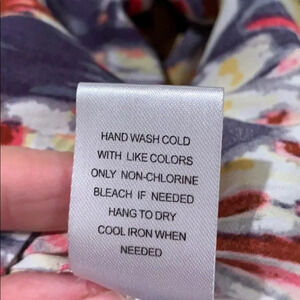 HAND WASH COLD
WITH LIKE COLORS
ONLY NON-CHLORINE
BLEACH IF NEEDED
HANG TO DRY
COOL IRON WHEN
NEEDED